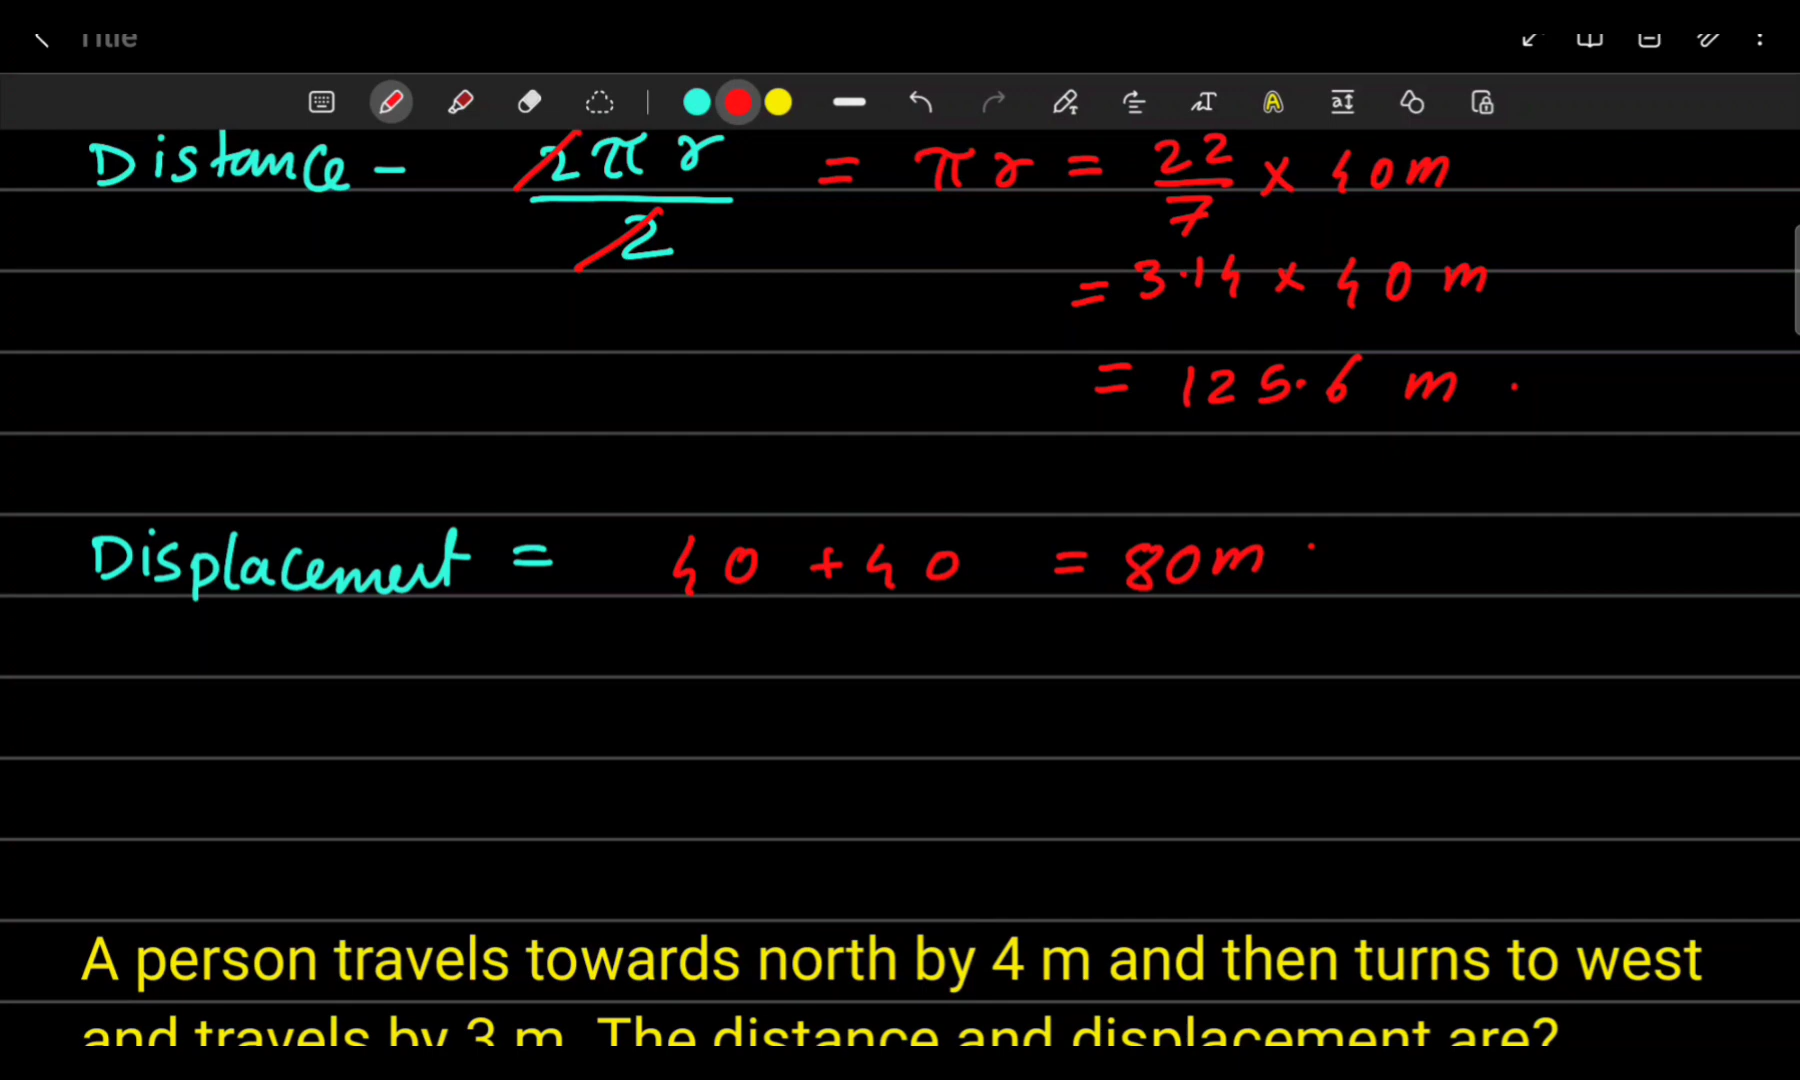 Title
Distance - 2πr/2 = πr = 22/7 × 40m
= 3.14 × 40 m
= 125.6 m .
Displacement = 40 + 40 = 80m .
A person travels towards north by 4 m and then turns to west
and travels by 3 m. The distance and displacement are?